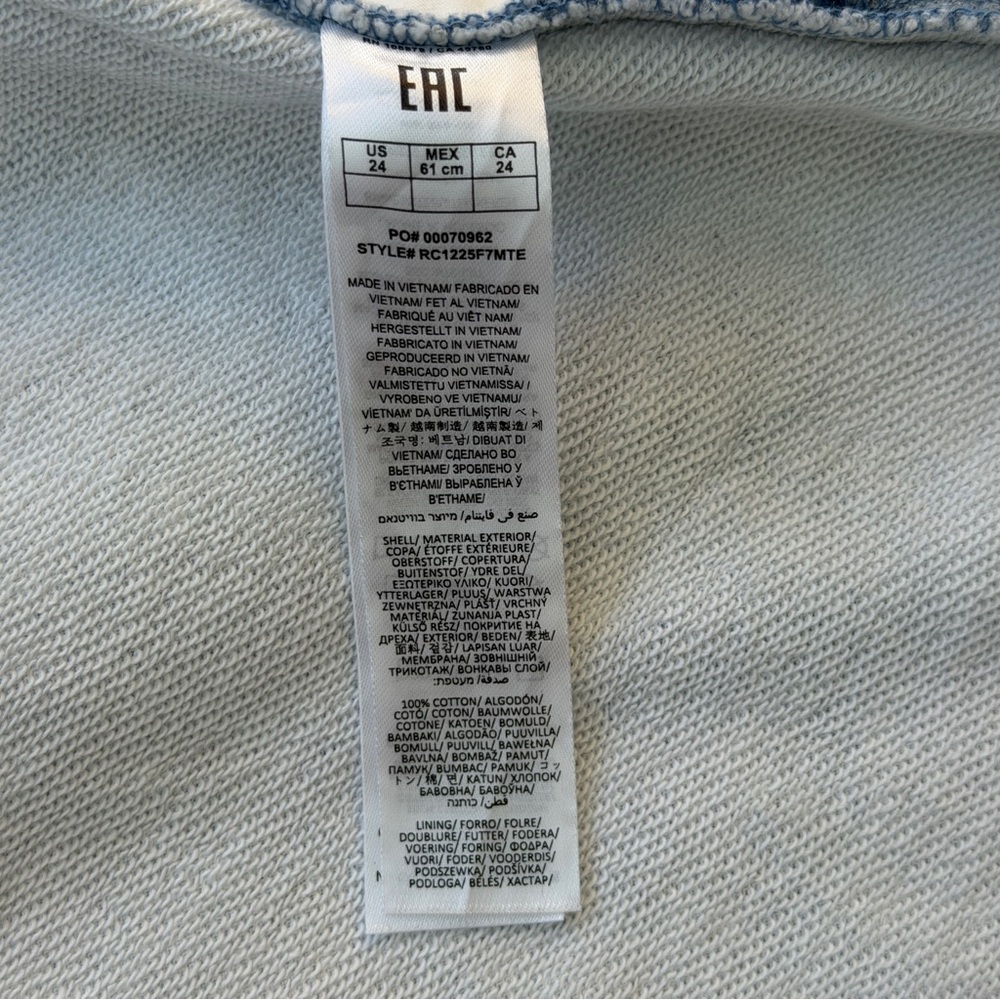 EAC
US MEX CA
24 61 cm 24
PO# 00070962
STYLE# RC1225F7MTE
MADE IN VIETNAM/ FABRICADO EN
VIETNAM/ FET AL VIETNAM/
FABRIQUÉ AU VIÊT NAM/
HERGESTELLT IN VIETNAM/
FABBRICATO IN VIETNAM/
GEPRODUCEERD IN VIETNAM/
FABRICADO NO VIETNÃ/
VALMISTETTU VIETNAMISSA/ /
VYROBENO VE VIETNAMU/
VİETNAM' DA ÜRETİLMİŞTİR/ ベト
ナム製/ 越南制造/ 越南製造/ 제
조국명: 베트남/ DIBUAT DI
VIETNAM/ СДЕЛАНО ВО
ВЬЕТНАМЕ/ ЗРОБЛЕНО У
В'ЄТНАМІ/ ВЫРАБЛЕНА Ў
В'ЕТНАМЕ/
صنع في فايتنام/ מיוצר בוויטנאם
SHELL/ MATERIAL EXTERIOR/
COPA/ ÉTOFFE EXTÉRIEURE/
OBERSTOFF/ COPERTURA/
BUITENSTOF/ YDRE DEL/
ΕΞΩΤΕΡΙΚΟ ΥΛΙΚΟ/ KUORI/
YTTERLAGER/ PLUUS/ WARSTWA
ZEWNĘTRZNA/ PLÁŠŤ/ VRCHNÝ
MATERIÁL/ ZUNANJA PLAST/
KÜLSŐ RÉSZ/ ПОКРИТИЕ НА
ДРЕХА/ EXTERIOR/ BEDEN/ 表地/
面料/ 겉감/ LAPISAN LUAR/
МЕМБРАНА/ ЗОВНІШНІЙ
ТРИКОТАЖ/ ВОНКАВЫ СЛОЙ/
صدفة/ מעטפת:
100% COTTON/ ALGODÓN/
COTÓ/ COTON/ BAUMWOLLE/
COTONE/ KATOEN/ BOMULD/
ΒΑΜΒΑΚΙ/ ALGODÃO/ PUUVILLA/
BOMULL/ PUUVILL/ BAWEŁNA/
BAVLNA/ BOMBAŽ/ PAMUT/
ПАМУК/ BUMBAC/ PAMUK/ コッ
トン/ 棉/ 면/ KATUN/ ХЛОПОК/
БАВОВНА/ БАВОЎНА/
قطن/ כותנה
LINING/ FORRO/ FOLRE/
DOUBLURE/ FUTTER/ FODERA/
VOERING/ FORING/ ΦΟΔΡΑ/
VUORI/ FODER/ VOODERDIS/
PODSZEWKA/ PODŠÍVKA/
PODLOGA/ BÉLÉS/ ХАСТАР/